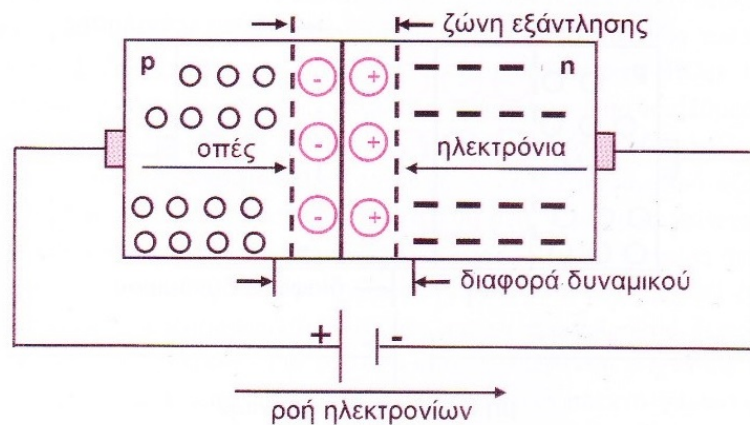 ζώνη εξάντλησης
p
n
- +
οπές
- +
ηλεκτρόνια
- +
διαφορά δυναμικού
+ -
ροή ηλεκτρονίων